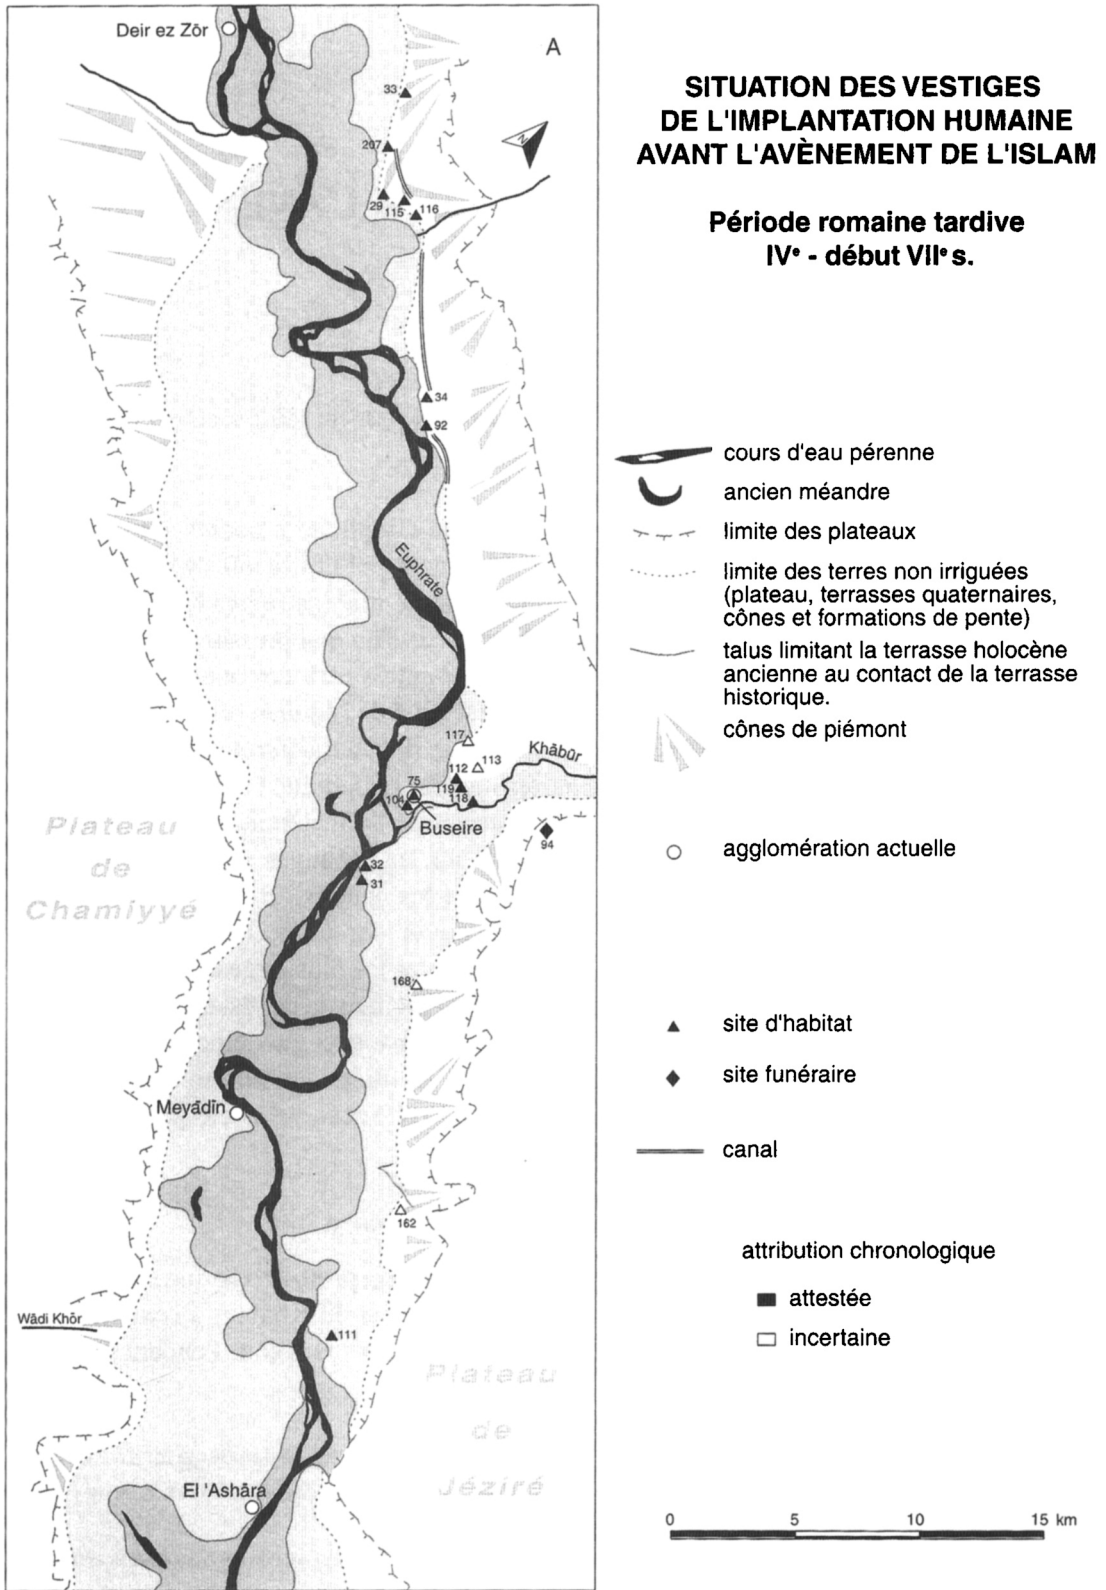 SITUATION DES VESTIGES
DE L'IMPLANTATION HUMAINE
AVANT L'AVÈNEMENT DE L'ISLAM
Période romaine tardive
IVe - début VIIe s.
A
Deir ez Zōr
N
33
207
29
115
116
34
92
Euphrate
117
113
Khābūr
112
75
119
104
118
Buseire
94
32
31
Plateau
de
Chamiyyé
168
Meyādīn
162
Wādi Khōr
111
Plateau
de
Jéziré
El 'Ashāra
cours d'eau pérenne
ancien méandre
limite des plateaux
limite des terres non irriguées
(plateau, terrasses quaternaires,
cônes et formations de pente)
talus limitant la terrasse holocène
ancienne au contact de la terrasse
historique.
cônes de piémont
agglomération actuelle
site d'habitat
site funéraire
canal
attribution chronologique
attestée
incertaine
0 5 10 15 km